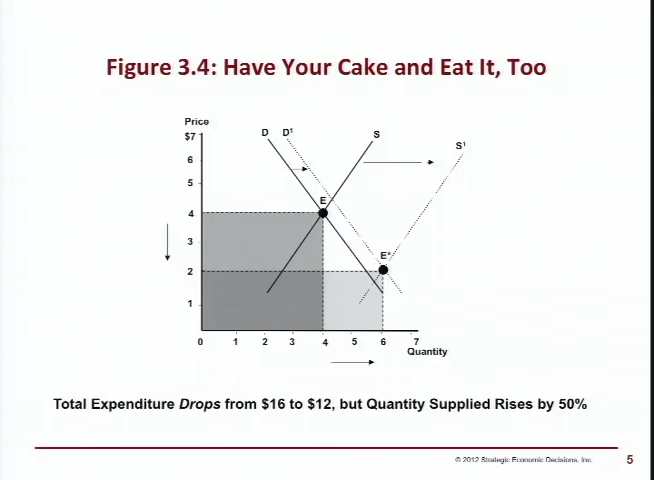 Figure 3.4: Have Your Cake and Eat It, Too
Price
$7
D D¹ S
S¹
6
5
E
4
3
E*
2
1
0 1 2 3 4 5 6 7
Quantity
Total Expenditure Drops from $16 to $12, but Quantity Supplied Rises by 50%
© 2012 Strategic Economic Decisions, Inc.
5